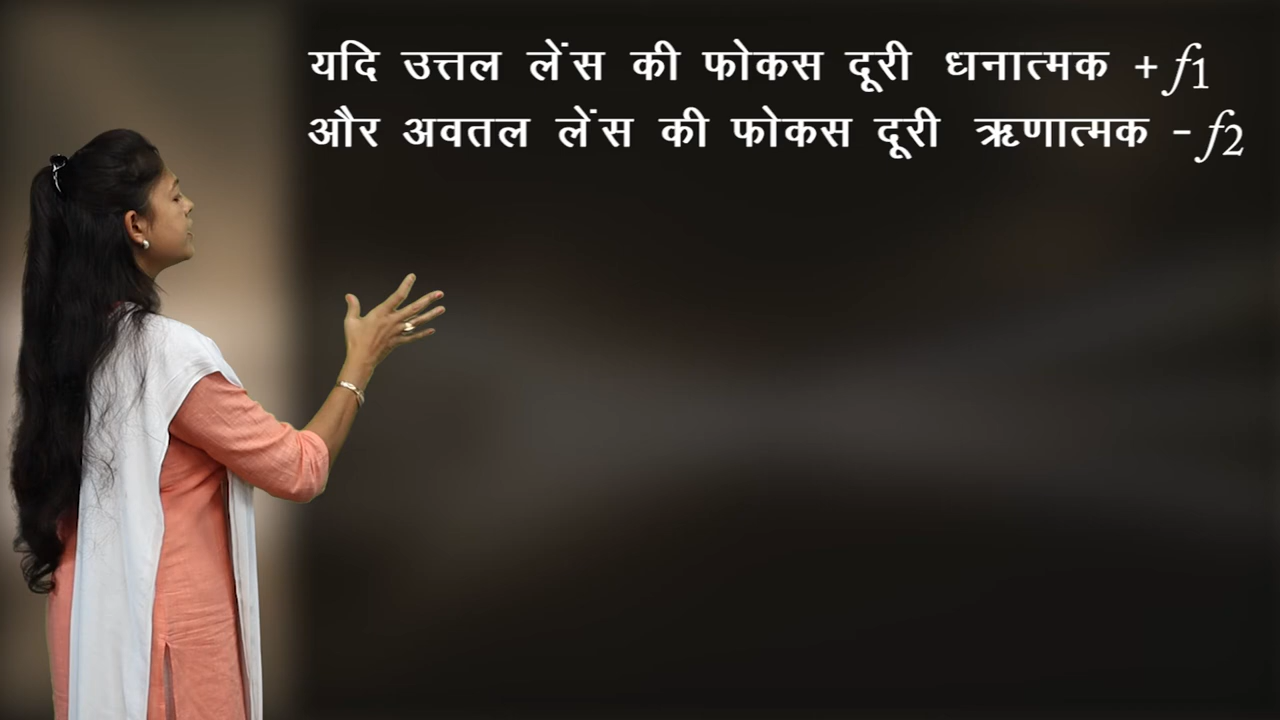 यदि उत्तल लेंस की फोकस दूरी धनात्मक + f1
और अवतल लेंस की फोकस दूरी ऋणात्मक - f2